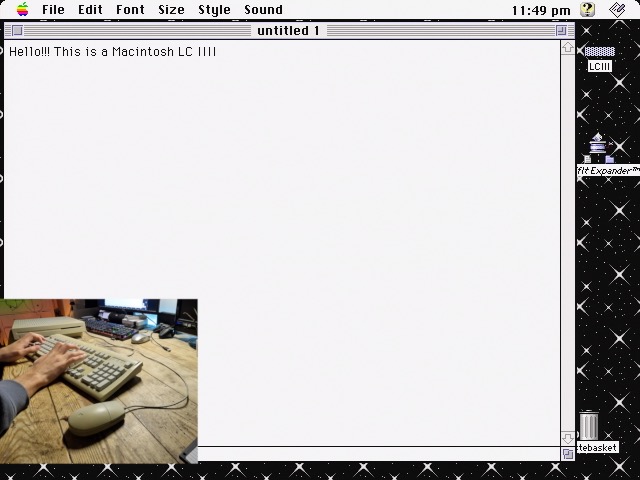 File Edit Font Size Style Sound 11:49 pm
untitled 1
Hello!!! This is a Macintosh LC IIII
LCIII
Expander™
tebasket